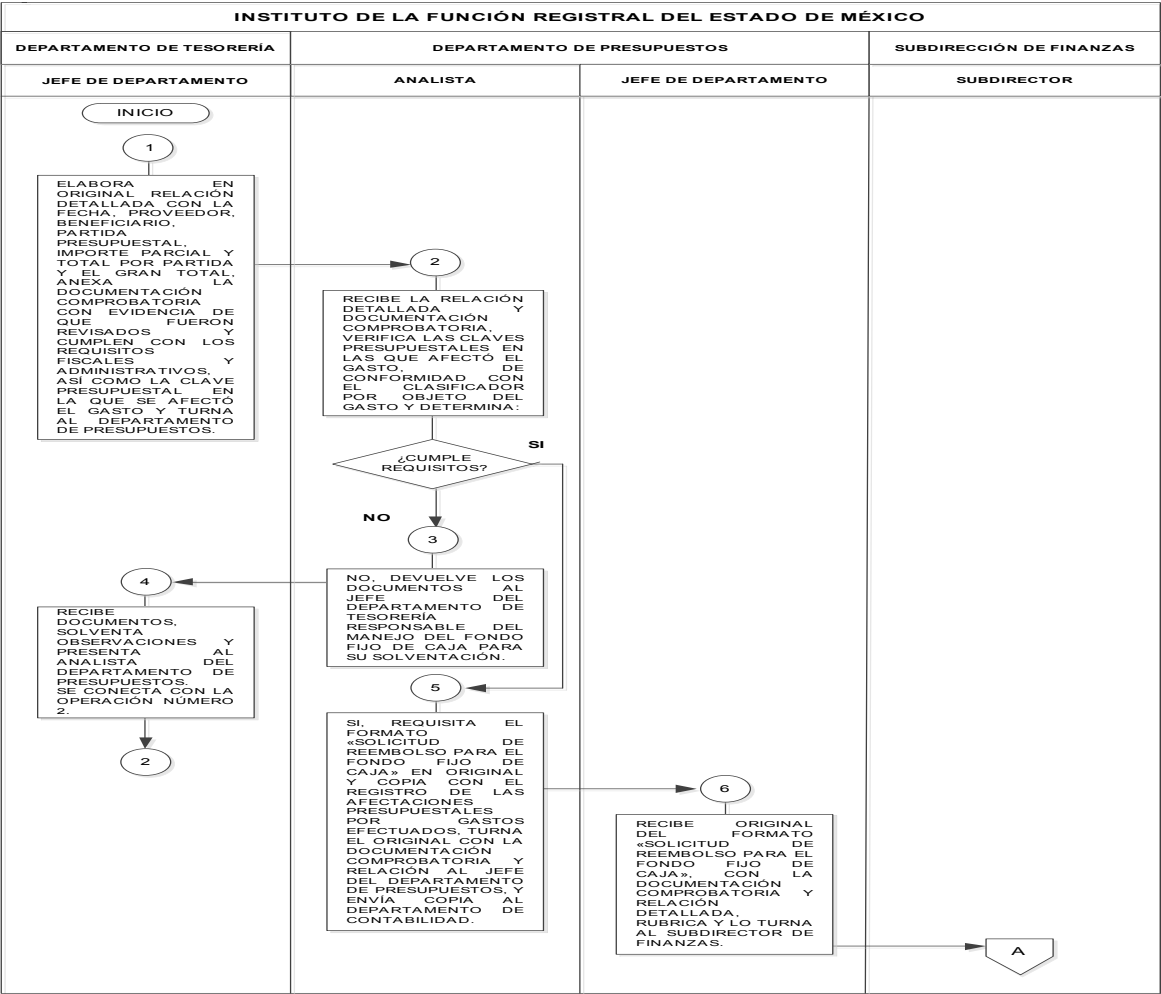 INSTITUTO DE LA FUNCIÓN REGISTRAL DEL ESTADO DE MÉXICO
DEPARTAMENTO DE TESORERÍA
DEPARTAMENTO DE PRESUPUESTOS
SUBDIRECCIÓN DE FINANZAS
JEFE DE DEPARTAMENTO
ANALISTA
JEFE DE DEPARTAMENTO
SUBDIRECTOR
INICIO
1
ELABORA EN
ORIGINAL RELACIÓN
DETALLADA CON LA
FECHA, PROVEEDOR,
BENEFICIARIO,
PARTIDA
PRESUPUESTAL,
IMPORTE PARCIAL Y
TOTAL POR PARTIDA
Y EL GRAN TOTAL,
ANEXA LA
DOCUMENTACIÓN
COMPROBATORIA
CON EVIDENCIA DE
QUE FUERON
REVISADOS Y
CUMPLEN CON LOS
REQUISITOS
FISCALES Y
ADMINISTRATIVOS,
ASÍ COMO LA CLAVE
PRESUPUESTAL EN
LA QUE SE AFECTÓ
EL GASTO Y TURNA
AL DEPARTAMENTO
DE PRESUPUESTOS.
2
RECIBE LA RELACIÓN
DETALLADA Y
DOCUMENTACIÓN
COMPROBATORIA,
VERIFICA LAS CLAVES
PRESUPUESTALES EN
LAS QUE AFECTÓ EL
GASTO, DE
CONFORMIDAD CON
EL CLASIFICADOR
POR OBJETO DEL
GASTO Y DETERMINA:
SI
¿CUMPLE
REQUISITOS?
NO
3
NO, DEVUELVE LOS
DOCUMENTOS AL
JEFE DEL
DEPARTAMENTO DE
TESORERÍA
RESPONSABLE DEL
MANEJO DEL FONDO
FIJO DE CAJA PARA
SU SOLVENTACIÓN.
4
RECIBE
DOCUMENTOS,
SOLVENTA
OBSERVACIONES Y
PRESENTA AL
ANALISTA DEL
DEPARTAMENTO DE
PRESUPUESTOS.
SE CONECTA CON LA
OPERACIÓN NÚMERO
2.
2
5
SI, REQUISITA EL
FORMATO
«SOLICITUD DE
REEMBOLSO PARA EL
FONDO FIJO DE
CAJA» EN ORIGINAL
Y COPIA CON EL
REGISTRO DE LAS
AFECTACIONES
PRESUPUESTALES
POR GASTOS
EFECTUADOS, TURNA
EL ORIGINAL CON LA
DOCUMENTACIÓN
COMPROBATORIA Y
RELACIÓN AL JEFE
DEL DEPARTAMENTO
DE PRESUPUESTOS, Y
ENVÍA COPIA AL
DEPARTAMENTO DE
CONTABILIDAD.
6
RECIBE ORIGINAL
DEL FORMATO
«SOLICITUD DE
REEMBOLSO PARA EL
FONDO FIJO DE
CAJA», CON LA
DOCUMENTACIÓN
COMPROBATORIA Y
RELACIÓN
DETALLADA,
RUBRICA Y LO TURNA
AL SUBDIRECTOR DE
FINANZAS.
A